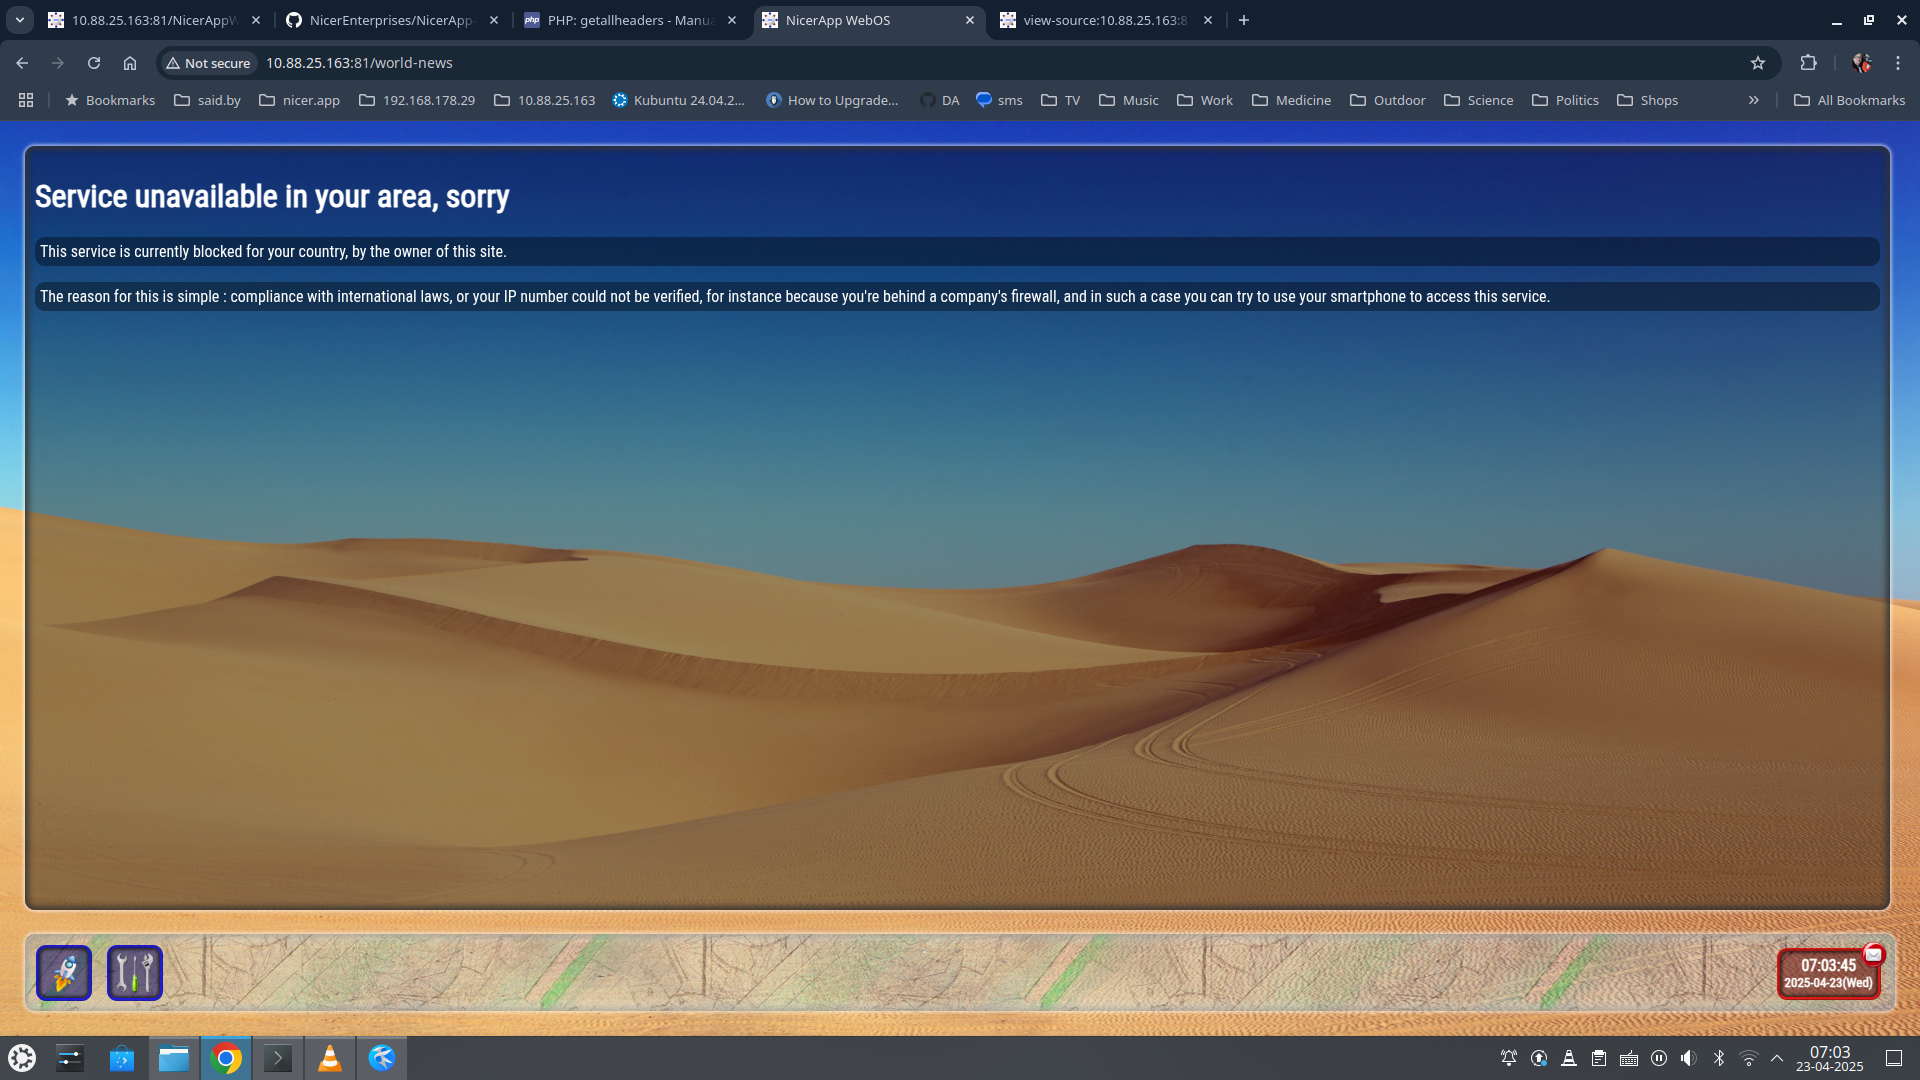 10.88.25.163:81/NicerAppW
NicerEnterprises/NicerApp-
php
PHP: getallheaders - Manua
NicerApp WebOS
view-source:10.88.25.163:8
Not secure
10.88.25.163:81/world-news
Bookmarks
said.by
nicer.app
192.168.178.29
10.88.25.163
Kubuntu 24.04.2...
How to Upgrade...
DA
sms
TV
Music
Work
Medicine
Outdoor
Science
Politics
Shops
All Bookmarks
Service unavailable in your area, sorry
This service is currently blocked for your country, by the owner of this site.
The reason for this is simple : compliance with international laws, or your IP number could not be verified, for instance because you're behind a company's firewall, and in such a case you can try to use your smartphone to access this service.
07:03:45
2025-04-23(Wed)
07:03
23-04-2025